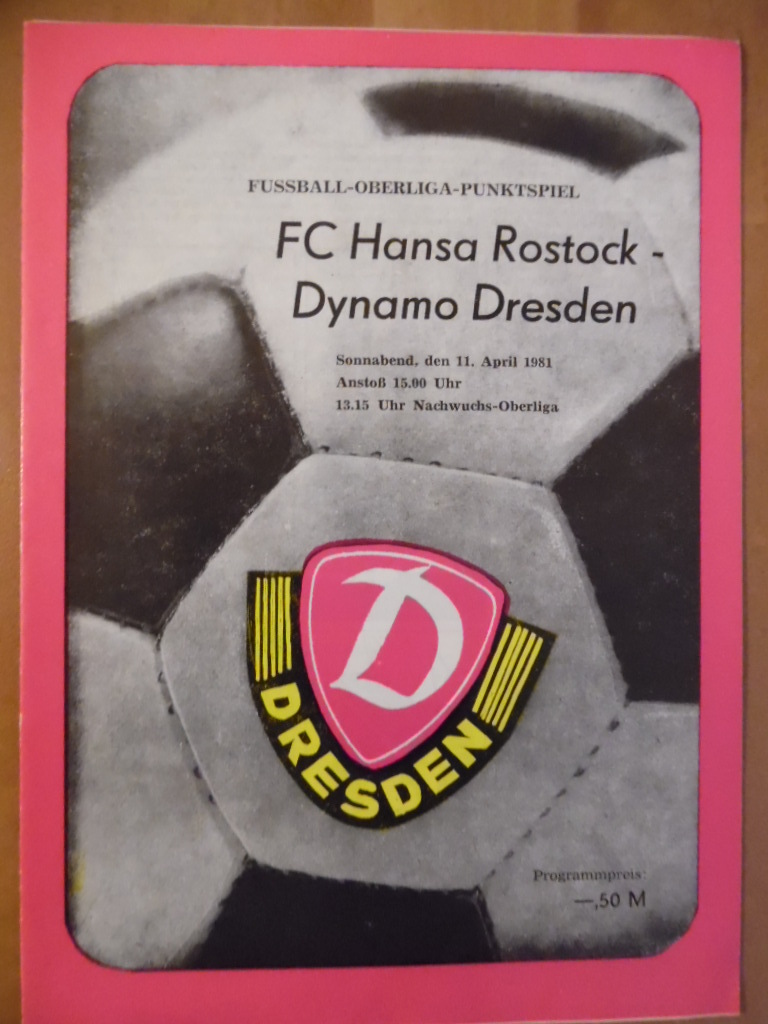 FUSSBALL-OBERLIGA-PUNKTSPIEL
FC Hansa Rostock -
Dynamo Dresden
Sonnabend, den 11. April 1981
Anstoß 15.00 Uhr
13.15 Uhr Nachwuchs-Oberliga
D
DRESDEN
Programmpreis:
—,50 M